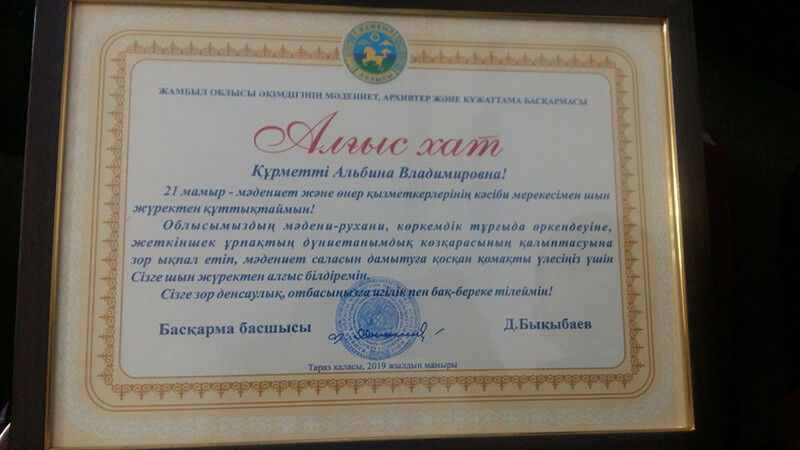 ЖАМБЫЛ
ОБЛЫСЫ
ЖАМБЫЛ ОБЛЫСЫ ӘКІМДІГІНІҢ МӘДЕНИЕТ, АРХИВТЕР ЖӘНЕ ҚҰЖАТТАМА БАСҚАРМАСЫ
Алғыс хат
Құрметті Альбина Владимировна!
21 мамыр - мәдениет және өнер қызметкерлерінің кәсіби мерекесімен шын
жүректен құттықтаймын!
Облысымыздың мәдени-рухани, көркемдік тұрғыда өркендеуіне,
жеткіншек ұрпақтың дүниетанымдық көзқарасының қалыптасуына
зор ықпал етіп, мәдениет саласын дамытуға қосқан қомақты үлесіңіз үшін
Сізге шын жүректен алғыс білдіремін.
Сізге зор денсаулық, отбасыңызға игілік пен бақ-береке тілеймін!
Басқарма басшысы
Д.Бықыбаев
Тараз қаласы, 2019 жылдың мамыры